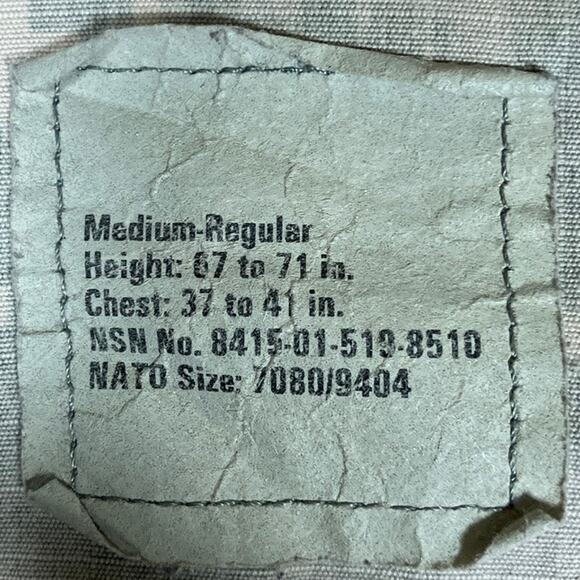 Medium-Regular
Height: 67 to 71 in.
Chest: 37 to 41 in.
NSN No. 8415-01-519-8510
NATO Size: 7080/9404